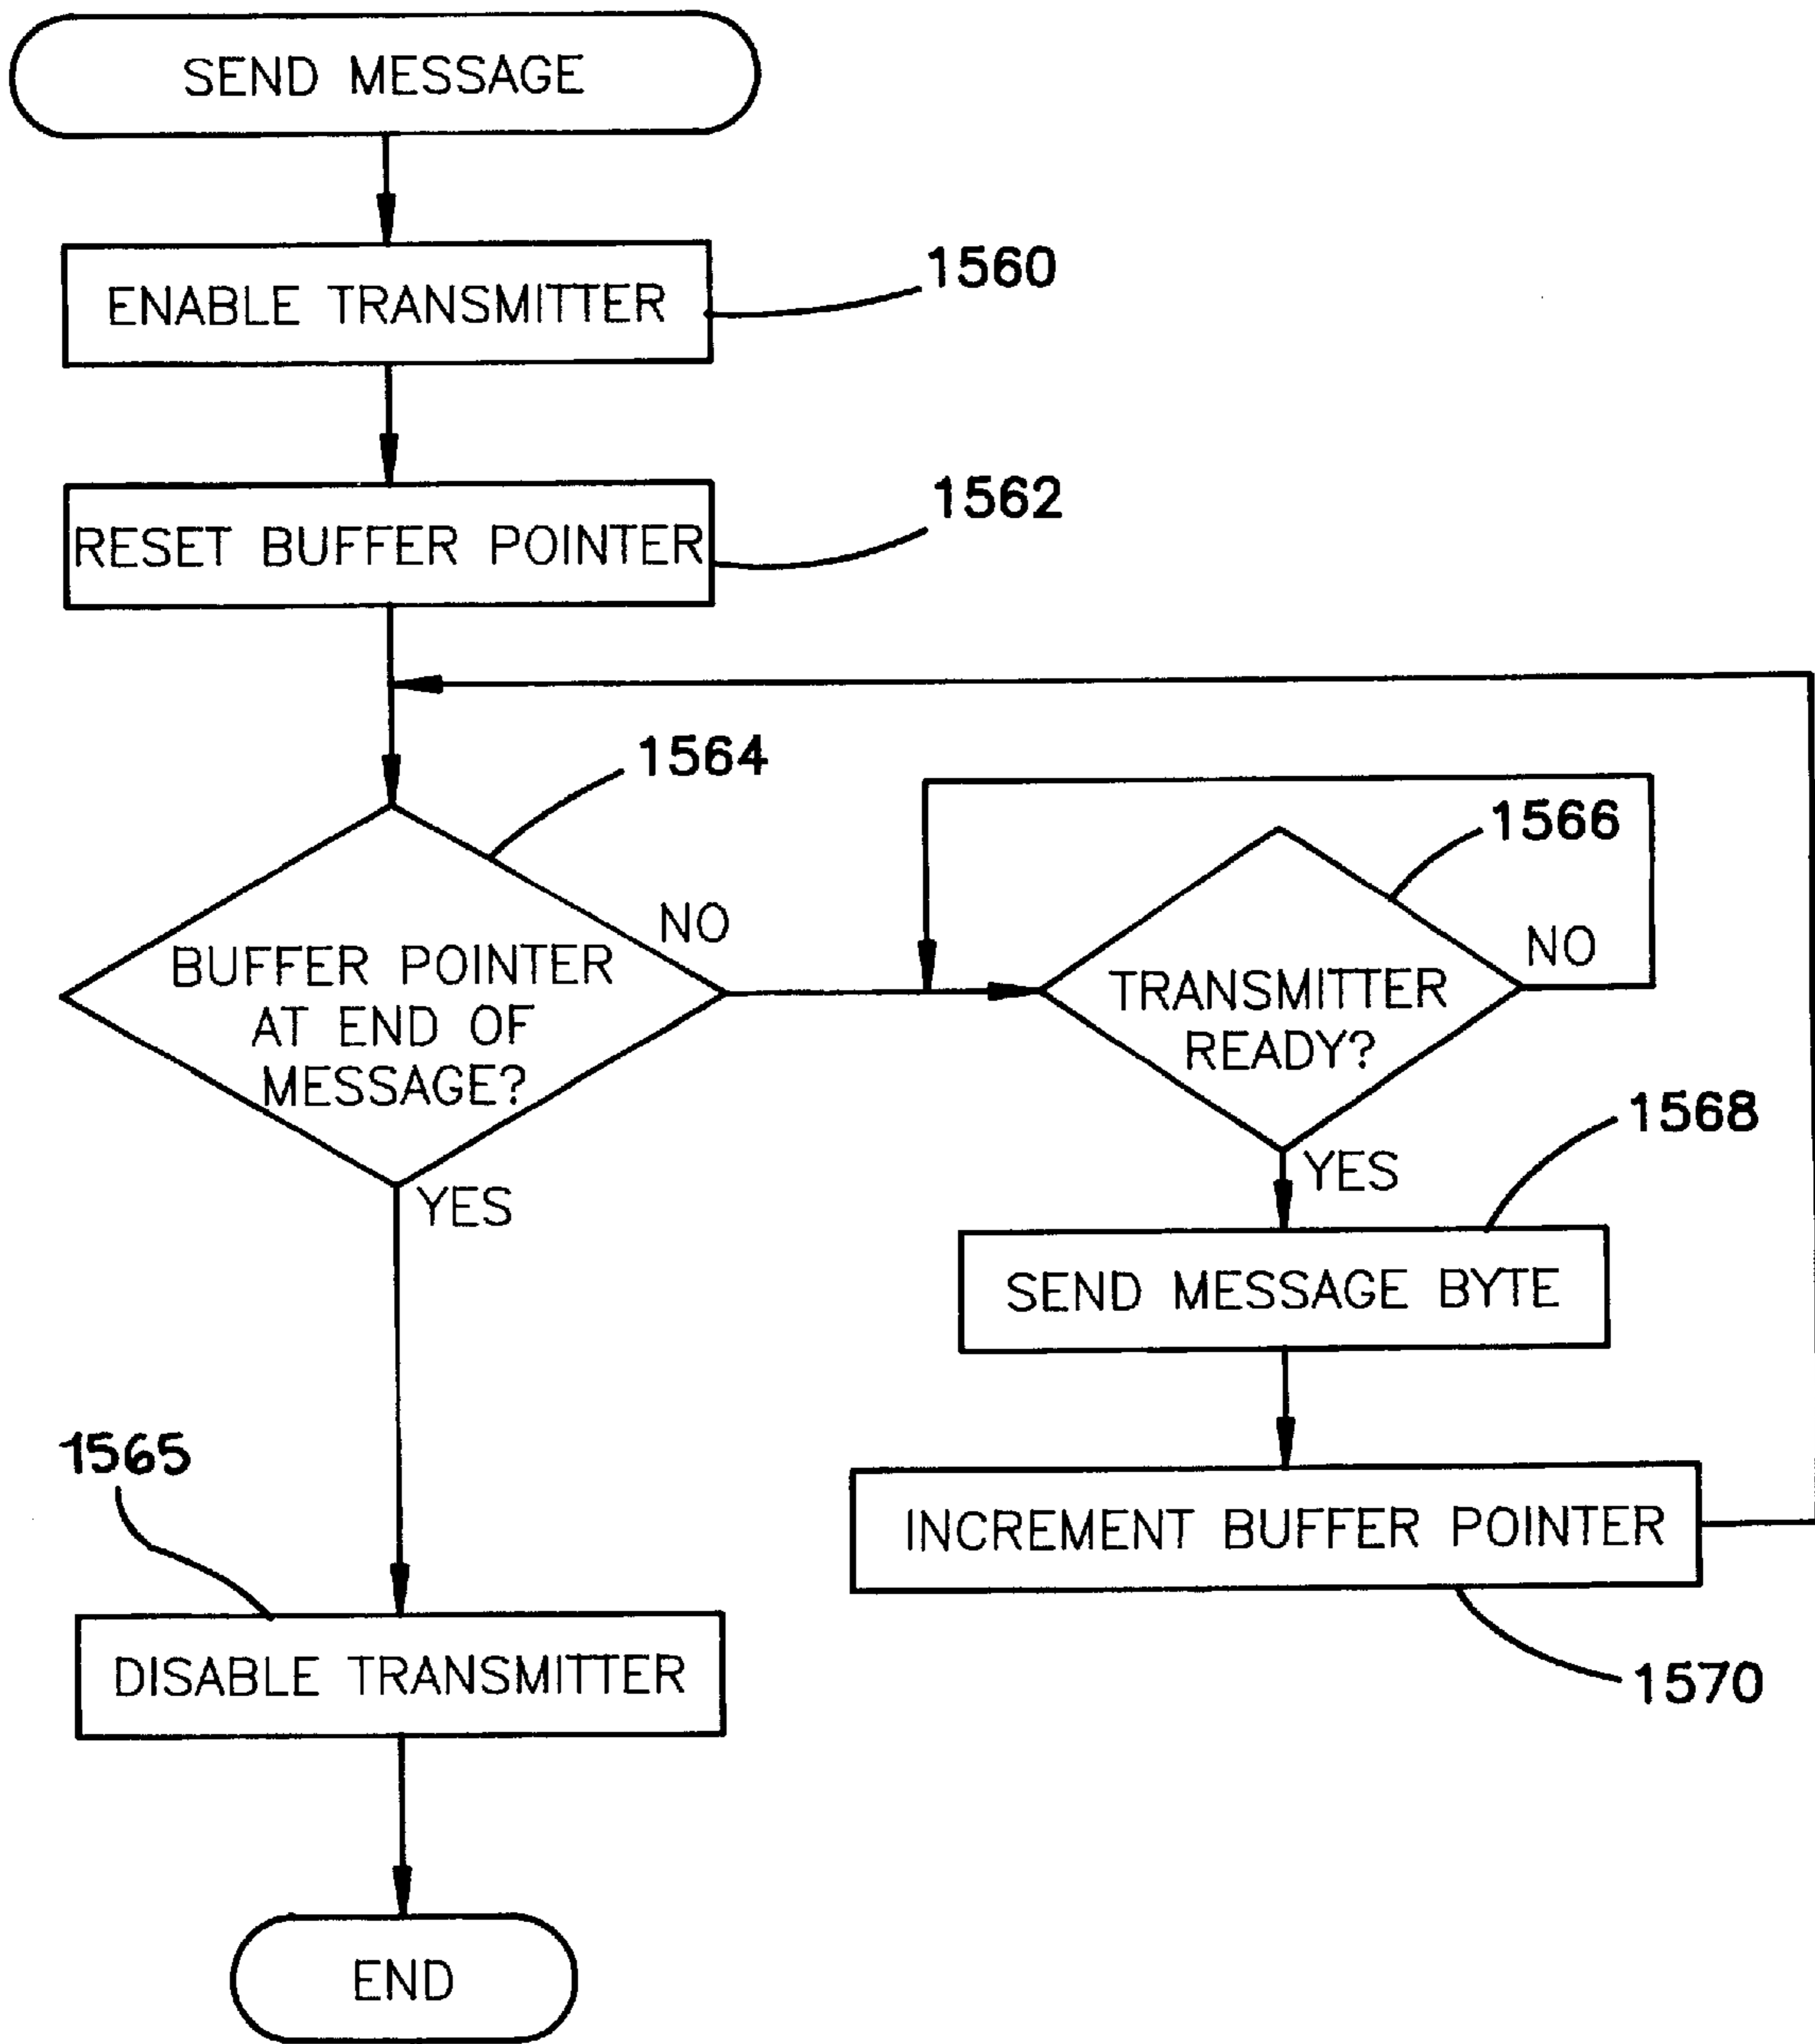 SEND MESSAGE
ENABLE TRANSMITTER
1560
RESET BUFFER POINTER
1562
1564
BUFFER POINTER
AT END OF
MESSAGE?
NO
YES
1566
TRANSMITTER
READY?
NO
YES
1568
SEND MESSAGE BYTE
INCREMENT BUFFER POINTER
1570
1565
DISABLE TRANSMITTER
END